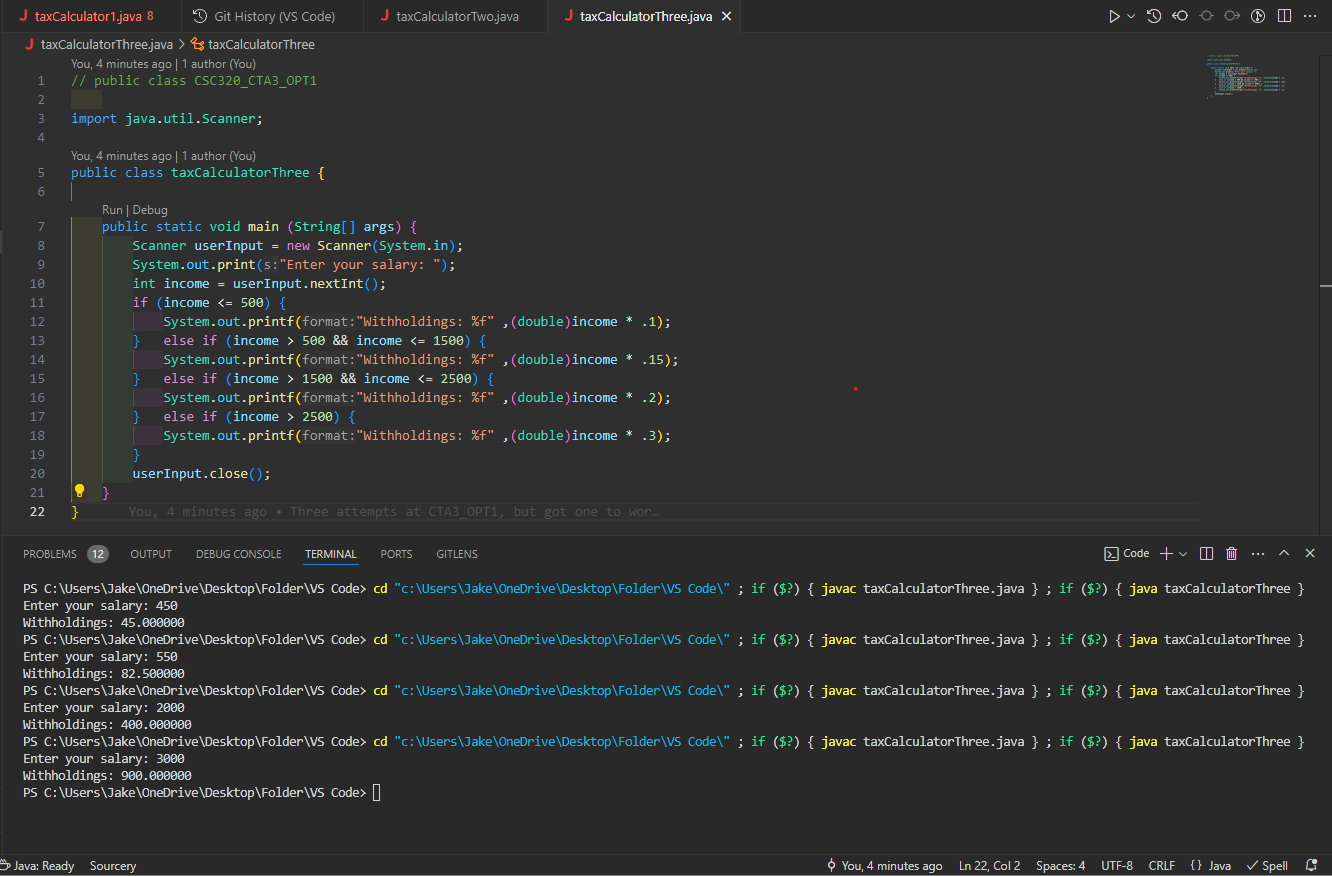 taxCalculator1.java 8 Git History (VS Code) taxCalculatorTwo.java taxCalculatorThree.java
taxCalculatorThree.java > taxCalculatorThree
You, 4 minutes ago | 1 author (You)
1 // public class CSC320_CTA3_OPT1
2
3 import java.util.Scanner;
4
You, 4 minutes ago | 1 author (You)
5 public class taxCalculatorThree {
6
Run | Debug
7 public static void main (String[] args) {
8 Scanner userInput = new Scanner(System.in);
9 System.out.print(s:"Enter your salary: ");
10 int income = userInput.nextInt();
11 if (income <= 500) {
12 System.out.printf(format:"Withholdings: %f" ,(double)income * .1);
13 } else if (income > 500 && income <= 1500) {
14 System.out.printf(format:"Withholdings: %f" ,(double)income * .15);
15 } else if (income > 1500 && income <= 2500) {
16 System.out.printf(format:"Withholdings: %f" ,(double)income * .2);
17 } else if (income > 2500) {
18 System.out.printf(format:"Withholdings: %f" ,(double)income * .3);
19 }
20 userInput.close();
21 }
22 } You, 4 minutes ago • Three attempts at CTA3_OPT1, but got one to wor…
PROBLEMS 12 OUTPUT DEBUG CONSOLE TERMINAL PORTS GITLENS Code
PS C:\Users\Jake\OneDrive\Desktop\Folder\VS Code> cd "c:\Users\Jake\OneDrive\Desktop\Folder\VS Code\" ; if ($?) { javac taxCalculatorThree.java } ; if ($?) { java taxCalculatorThree }
Enter your salary: 450
Withholdings: 45.000000
PS C:\Users\Jake\OneDrive\Desktop\Folder\VS Code> cd "c:\Users\Jake\OneDrive\Desktop\Folder\VS Code\" ; if ($?) { javac taxCalculatorThree.java } ; if ($?) { java taxCalculatorThree }
Enter your salary: 550
Withholdings: 82.500000
PS C:\Users\Jake\OneDrive\Desktop\Folder\VS Code> cd "c:\Users\Jake\OneDrive\Desktop\Folder\VS Code\" ; if ($?) { javac taxCalculatorThree.java } ; if ($?) { java taxCalculatorThree }
Enter your salary: 2000
Withholdings: 400.000000
PS C:\Users\Jake\OneDrive\Desktop\Folder\VS Code> cd "c:\Users\Jake\OneDrive\Desktop\Folder\VS Code\" ; if ($?) { javac taxCalculatorThree.java } ; if ($?) { java taxCalculatorThree }
Enter your salary: 3000
Withholdings: 900.000000
PS C:\Users\Jake\OneDrive\Desktop\Folder\VS Code>
Java: Ready Sourcery You, 4 minutes ago Ln 22, Col 2 Spaces: 4 UTF-8 CRLF {} Java Spell